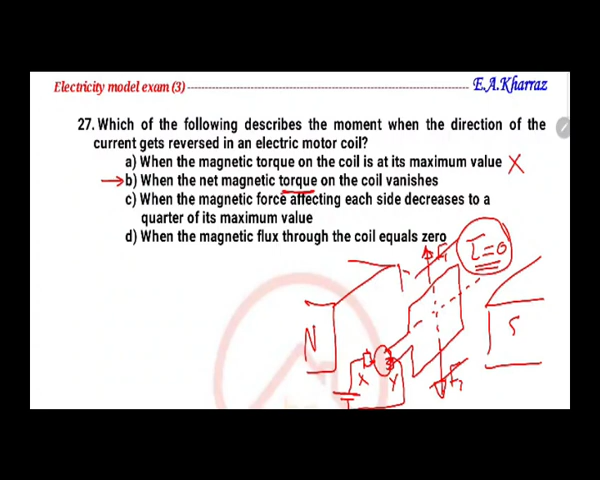 Electricity model exam (3)
E.A.Kharraz
27. Which of the following describes the moment when the direction of the
current gets reversed in an electric motor coil?
a) When the magnetic torque on the coil is at its maximum value X
→ b) When the net magnetic torque on the coil vanishes
c) When the magnetic force affecting each side decreases to a
quarter of its maximum value
d) When the magnetic flux through the coil equals zero
τ=0
N
S
X
Y